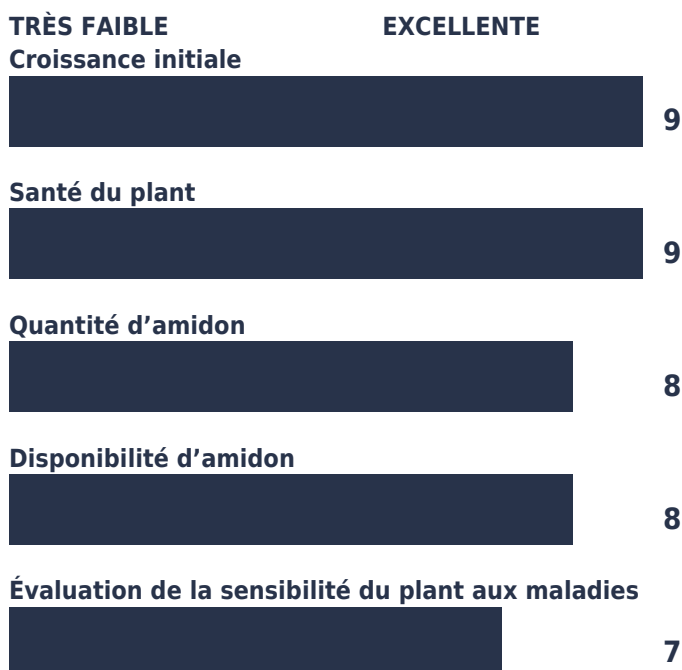 TRÈS FAIBLE EXCELLENTE
Croissance initiale
9
Santé du plant
9
Quantité d’amidon
8
Disponibilité d’amidon
8
Évaluation de la sensibilité du plant aux maladies
7